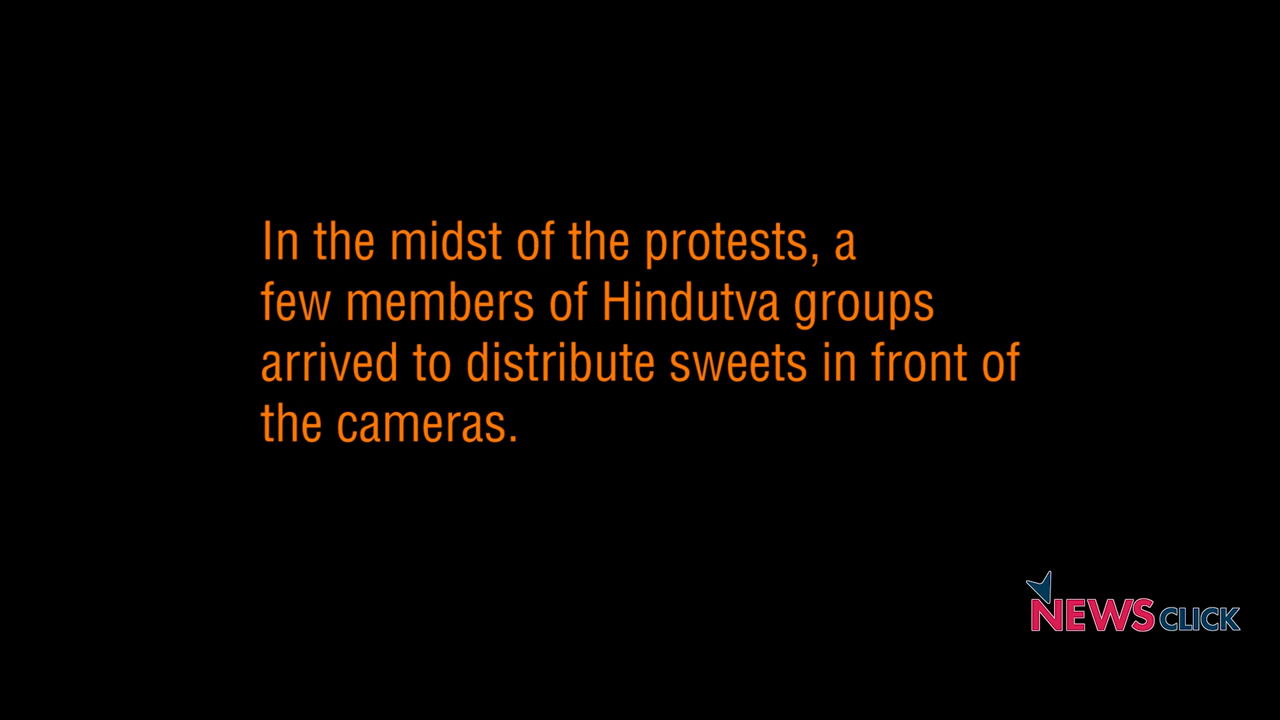 In the midst of the protests, a
few members of Hindutva groups
arrived to distribute sweets in front of
the cameras.
NEWSCLICK